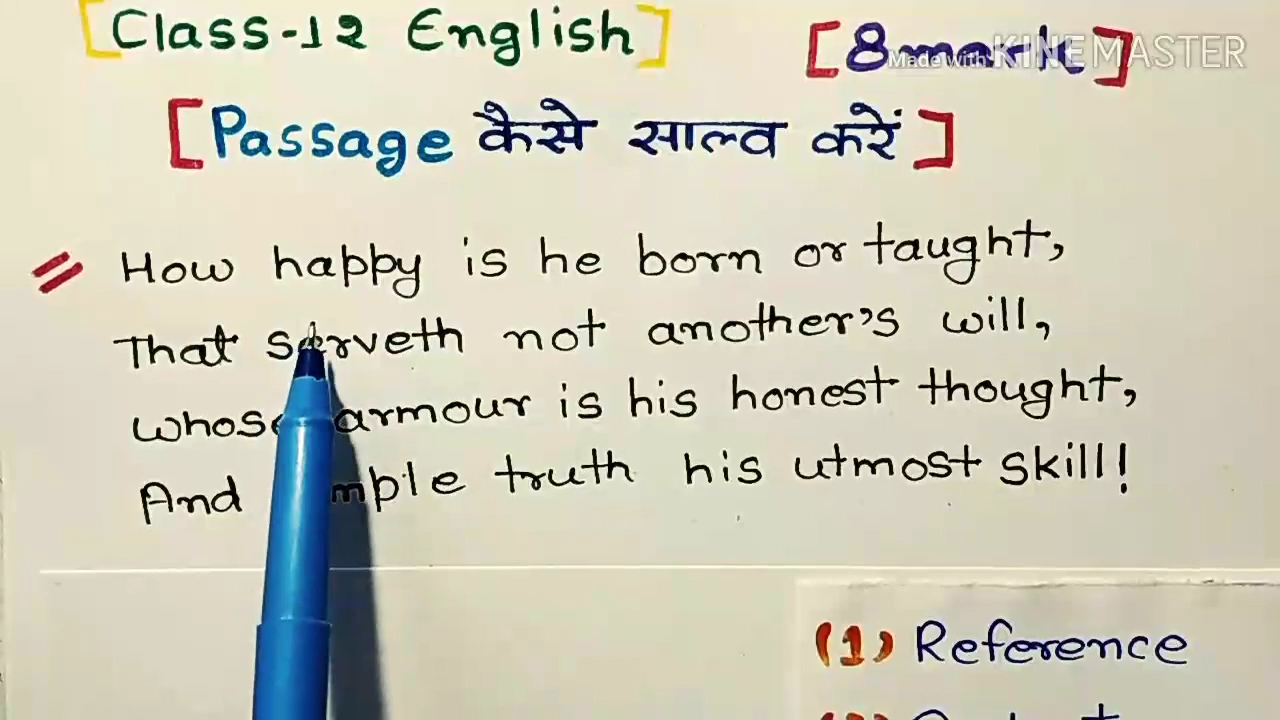 [Class-12 English] [8mark]
Made with KINEMASTER
[Passage कैसे साल्व करें]
How happy is he born or taught,
That serveth not another's will,
whose armour is his honest thought,
And truth his utmost skill!
(1) Reference